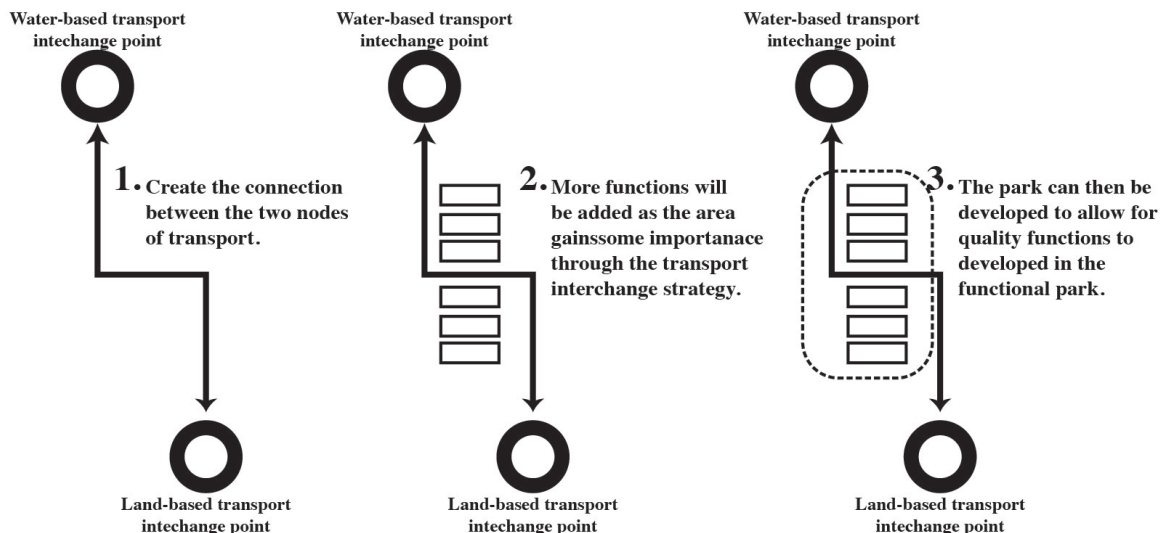 Water-based transport
intechange point
1. Create the connection
between the two nodes
of transport.
Land-based transport
intechange point
Water-based transport
intechange point
2. More functions will
be added as the area
gainssome importanace
through the transport
interchange strategy.
Land-based transport
intechange point
Water-based transport
intechange point
3. The park can then be
developed to allow for
quality functions to
developed in the
functional park.
Land-based transport
intechange point